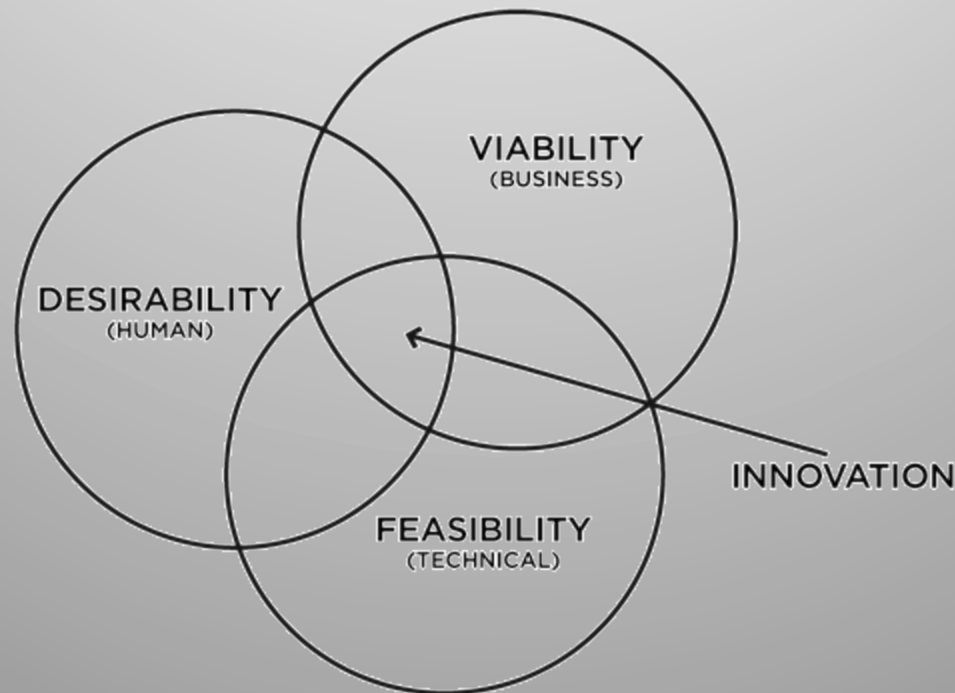 VIABILITY
(BUSINESS)
DESIRABILITY
(HUMAN)
INNOVATION
FEASIBILITY
(TECHNICAL)